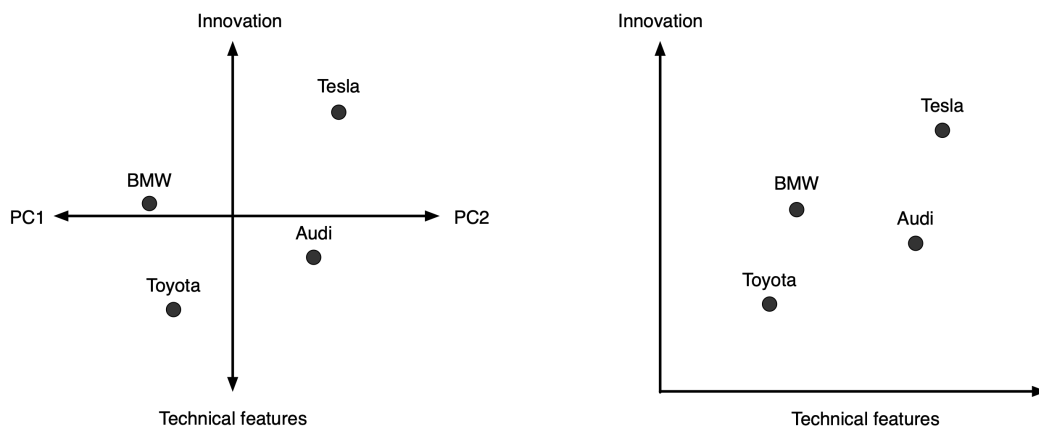 Innovation
Tesla
BMW
PC1
PC2
Audi
Toyota
Technical features
Innovation
Tesla
BMW
Audi
Toyota
Technical features